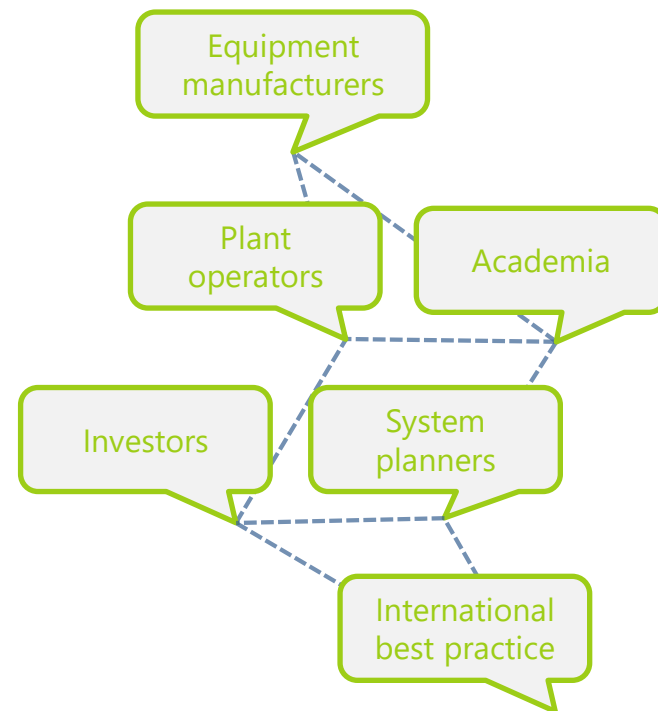 Equipment
manufacturers
Plant
operators
Academia
Investors
System
planners
International
best practice